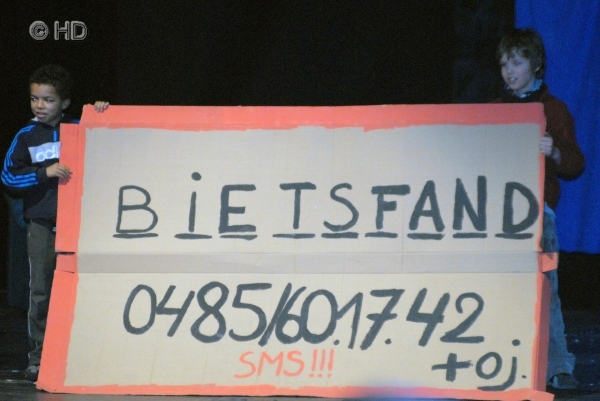 © HD
BIETSFAND
0485/60.17.42
SMS!!!
+ oj.